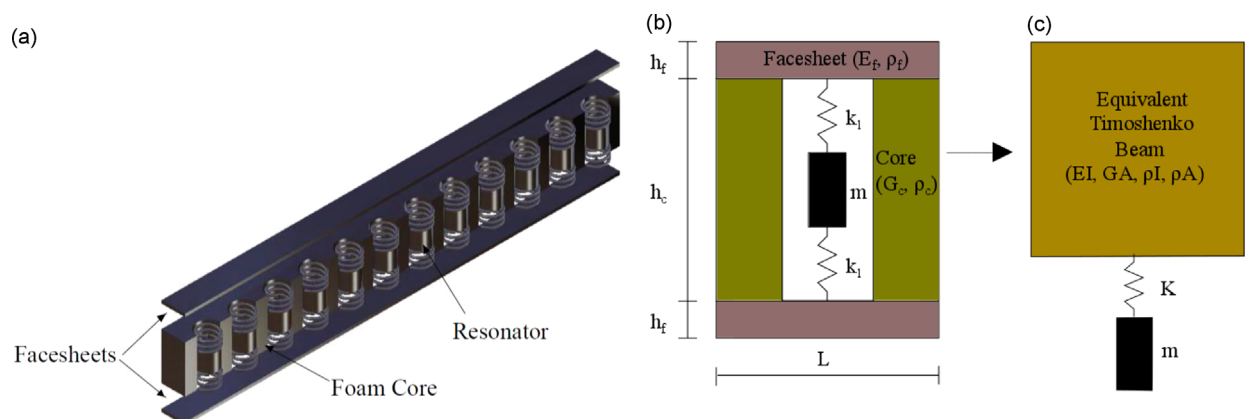 (a)
Facesheets
Foam Core
Resonator
(b)
h_f
h_c
h_f
Facesheet (E_f, ρ_f)
k_1
m
k_1
Core
(G_c, ρ_c)
L
(c)
Equivalent
Timoshenko
Beam
(EI, GA, ρI, ρA)
K
m